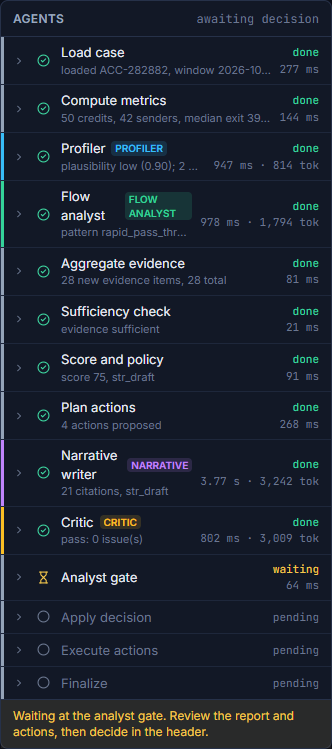 AGENTS awaiting decision
Load case done
loaded ACC-282882, window 2026-10... 277 ms
Compute metrics done
50 credits, 42 senders, median exit 39... 144 ms
Profiler PROFILER done
plausibility low (0.90); 2 ... 947 ms · 814 tok
Flow analyst FLOW ANALYST done
pattern rapid_pass_thr... 978 ms · 1,794 tok
Aggregate evidence done
28 new evidence items, 28 total 81 ms
Sufficiency check done
evidence sufficient 21 ms
Score and policy done
score 75, str_draft 91 ms
Plan actions done
4 actions proposed 268 ms
Narrative writer NARRATIVE done
21 citations, str_draft 3.77 s · 3,242 tok
Critic CRITIC done
pass: 0 issue(s) 802 ms · 3,009 tok
Analyst gate waiting
64 ms
Apply decision pending
Execute actions pending
Finalize pending
Waiting at the analyst gate. Review the report and
actions, then decide in the header.